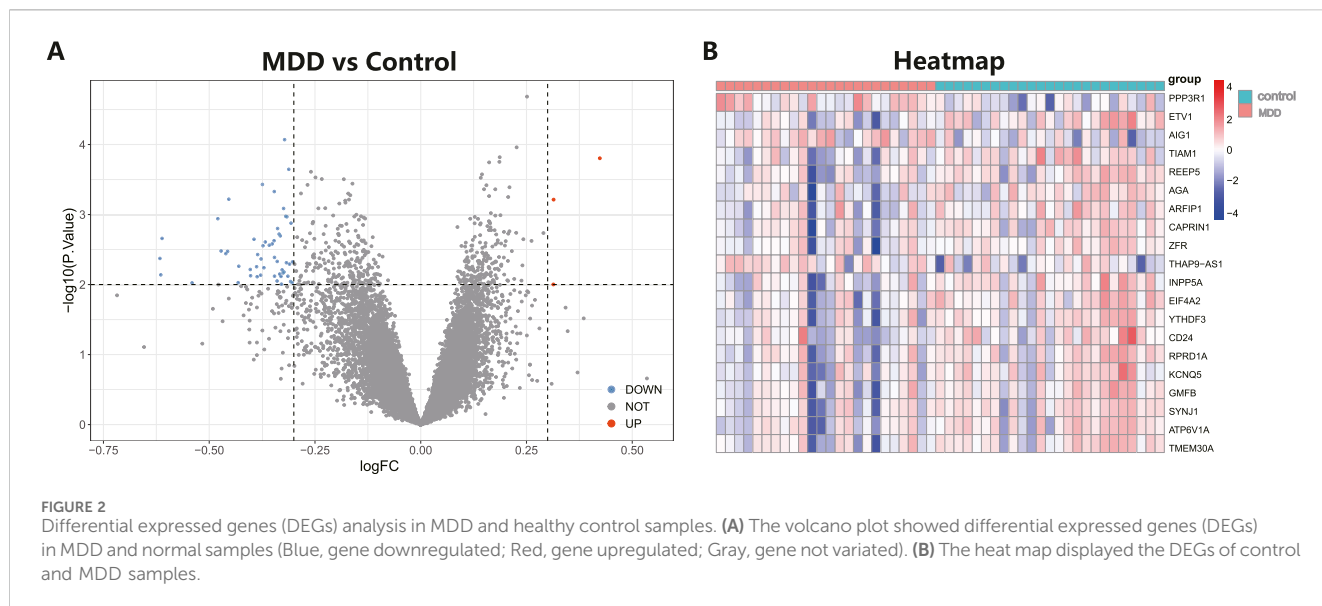 A
MDD vs Control
−log10(P.Value)
4
3
2
1
0
−0.75
−0.50
−0.25
0.00
0.25
0.50
logFC
DOWN
NOT
UP
B
Heatmap
group
PPP3R1
ETV1
AIG1
TIAM1
REEP5
AGA
ARFIP1
CAPRIN1
ZFR
THAP9−AS1
INPP5A
EIF4A2
YTHDF3
CD24
RPRD1A
KCNQ5
GMFB
SYNJ1
ATP6V1A
TMEM30A
4
2
0
−2
−4
control
MDD
FIGURE 2
Differential expressed genes (DEGs) analysis in MDD and healthy control samples. (A) The volcano plot showed differential expressed genes (DEGs)
in MDD and normal samples (Blue, gene downregulated; Red, gene upregulated; Gray, gene not variated). (B) The heat map displayed the DEGs of control
and MDD samples.